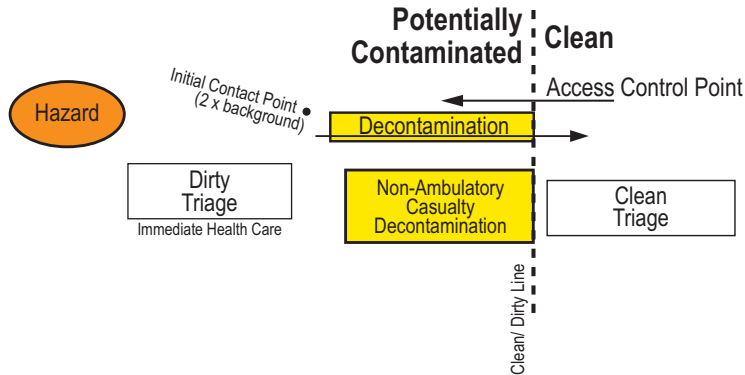 Potentially
Contaminated
Clean
Initial Contact Point
(2 x background)
Access Control Point
Hazard
Decontamination
Dirty
Triage
Immediate Health Care
Non-Ambulatory
Casualty
Decontamination
Clean
Triage
Clean/ Dirty Line